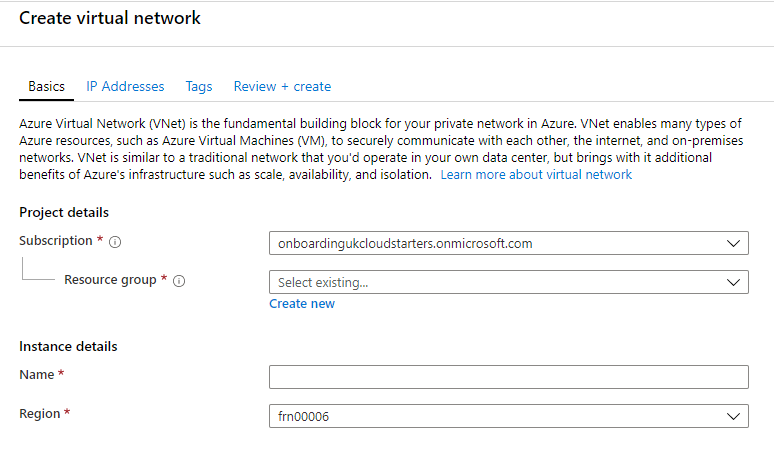 Create virtual network
Basics IP Addresses Tags Review + create
Azure Virtual Network (VNet) is the fundamental building block for your private network in Azure. VNet enables many types of
Azure resources, such as Azure Virtual Machines (VM), to securely communicate with each other, the internet, and on-premises
networks. VNet is similar to a traditional network that you'd operate in your own data center, but brings with it additional
benefits of Azure's infrastructure such as scale, availability, and isolation. Learn more about virtual network
Project details
Subscription * onboardingukcloudstarters.onmicrosoft.com
Resource group * Select existing...
Create new
Instance details
Name *
Region * frn00006